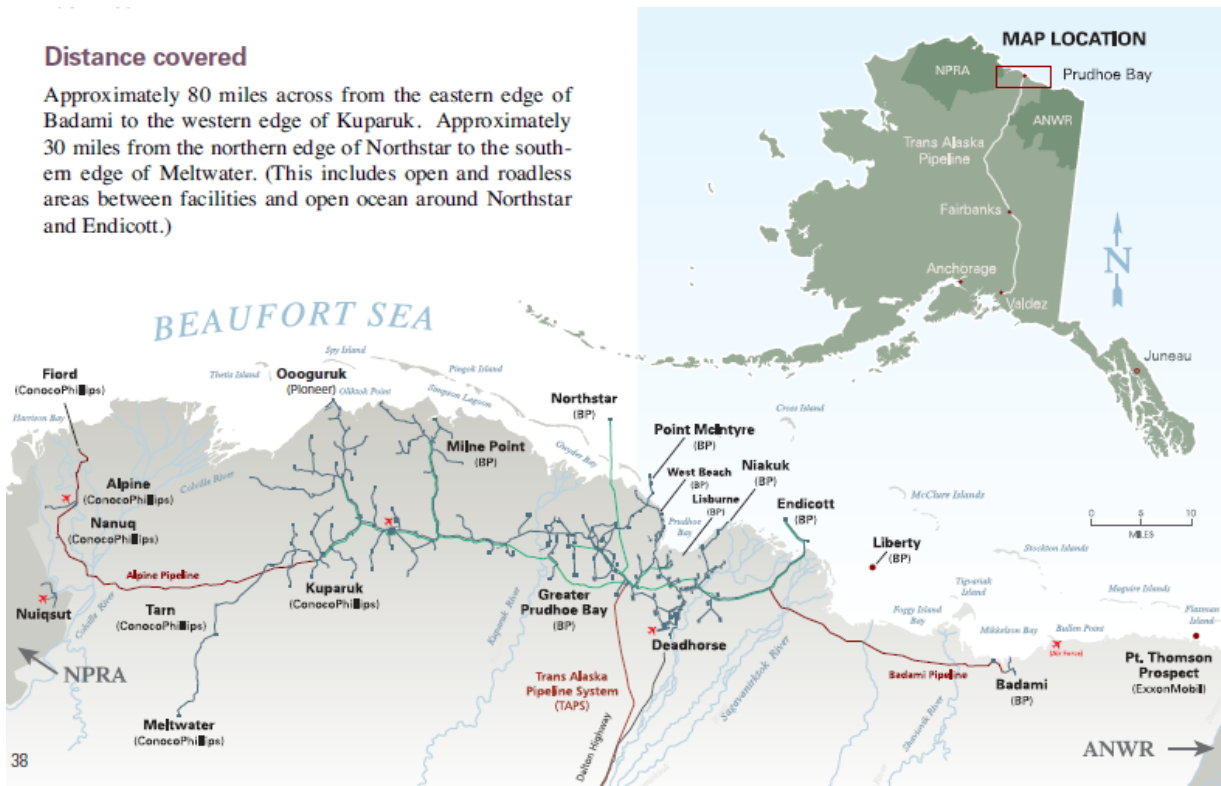 Distance covered
Approximately 80 miles across from the eastern edge of
Badami to the western edge of Kuparuk. Approximately
30 miles from the northern edge of Northstar to the south-
ern edge of Meltwater. (This includes open and roadless
areas between facilities and open ocean around Northstar
and Endicott.)
MAP LOCATION
NPRA
Prudhoe Bay
ANWR
Trans Alaska
Pipeline
Fairbanks
N
Anchorage
Valdez
Juneau
BEAUFORT SEA
Spy Island
Thetis Island
Pingok Island
Fiord
(ConocoPhillips)
Oooguruk
(Pioneer)
Oliktok Point
Simpson Lagoon
Northstar
(BP)
Cross Island
Harrison Bay
Milne Point
(BP)
Gwyder Bay
Point McIntyre
(BP)
West Beach
(BP)
Niakuk
(BP)
Lisburne
(BP)
Endicott
(BP)
Colville River
Alpine
(ConocoPhillips)
McClure Islands
Nanuq
(ConocoPhillips)
Prudhoe
Bay
0 5 10
MILES
Liberty
(BP)
Stockton Islands
Alpine Pipeline
Kuparuk
(ConocoPhillips)
Tigvariak
Island
Maguire Islands
Nuiqsut
Colville River
Tarn
(ConocoPhillips)
Kuparuk River
Greater
Prudhoe Bay
(BP)
Foggy Island
Bay
Flaxman
Island
Deadhorse
Mikkelson Bay
Bullen Point
(Air Force)
NPRA
Trans Alaska
Pipeline System
(TAPS)
Sagavanirktok River
Badami Pipeline
Badami
(BP)
Pt. Thomson
Prospect
(ExxonMobil)
Meltwater
(ConocoPhillips)
Dalton Highway
Shaviovik River
River
ANWR
38